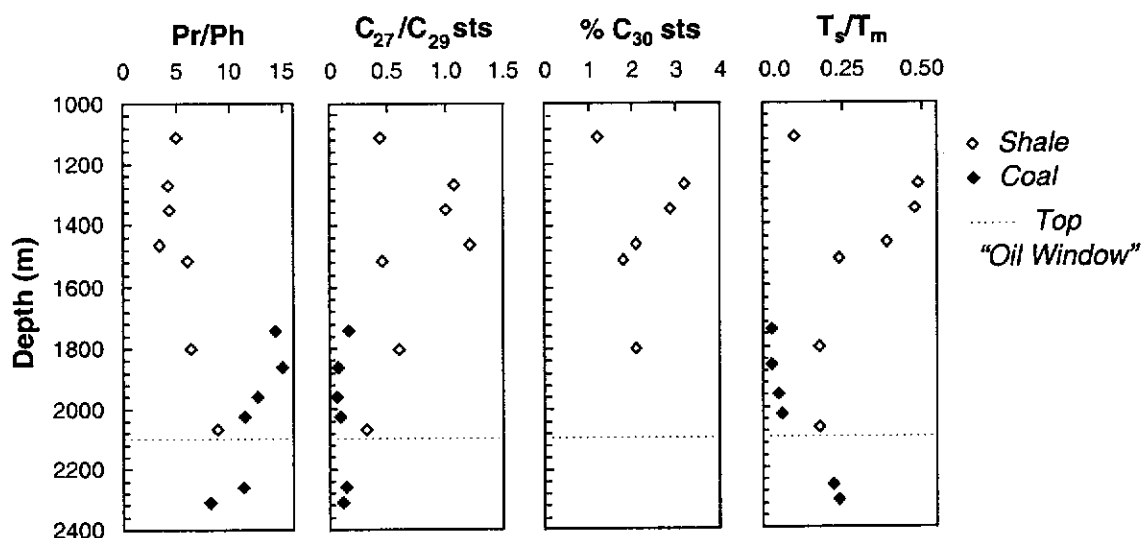 Pr/Ph
C27/C29 sts
% C30 sts
Ts/Tm
0 5 10 15
0 0.5 1.0 1.5
0 1 2 3 4
0.0 0.25 0.50
1000
1200
1400
1600
1800
2000
2200
2400
Depth (m)
Shale
Coal
Top
"Oil Window"